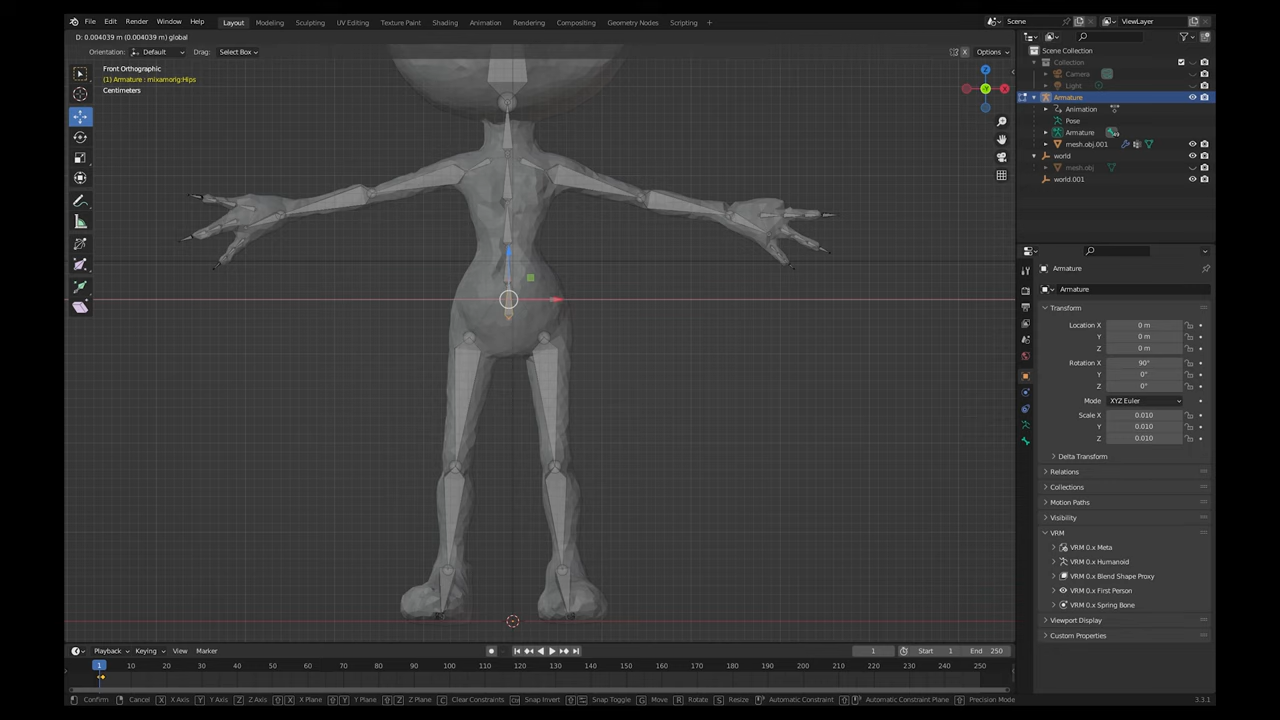 File Edit Render Window Help Layout Modeling Sculpting UV Editing Texture Paint Shading Animation Rendering Compositing Geometry Nodes Scripting + Scene ViewLayer
D: 0.004039 m (0.004039 m) global
Orientation: Default Drag: Select Box Options
Front Orthographic
(1) Armature : mixamorig:Hips
Centimeters
Z
Y
X
Scene Collection
Collection
Camera
Light
Armature
Animation
Pose
Armature
mesh.obj.001
world
mesh.obj
world.001
Armature
Armature
Transform
Location X 0 m
Y 0 m
Z 0 m
Rotation X 90°
Y 0°
Z 0°
Mode XYZ Euler
Scale X 0.010
Y 0.010
Z 0.010
Delta Transform
Relations
Collections
Motion Paths
Visibility
VRM
VRM 0.x Meta
VRM 0.x Humanoid
VRM 0.x Blend Shape Proxy
VRM 0.x First Person
VRM 0.x Spring Bone
Viewport Display
Custom Properties
Playback Keying View Marker 1 Start 1 End 250
1 10 20 30 40 50 60 70 80 90 100 110 120 130 140 150 160 170 180 190 200 210 220 230 240 250
Confirm Cancel X X Axis Y Y Axis Z Z Axis X X Plane Y Y Plane Z Z Plane C Clear Constraints Snap Invert Snap Toggle G Move R Rotate S Resize Automatic Constraint Automatic Constraint Plane Precision Mode 3.3.1